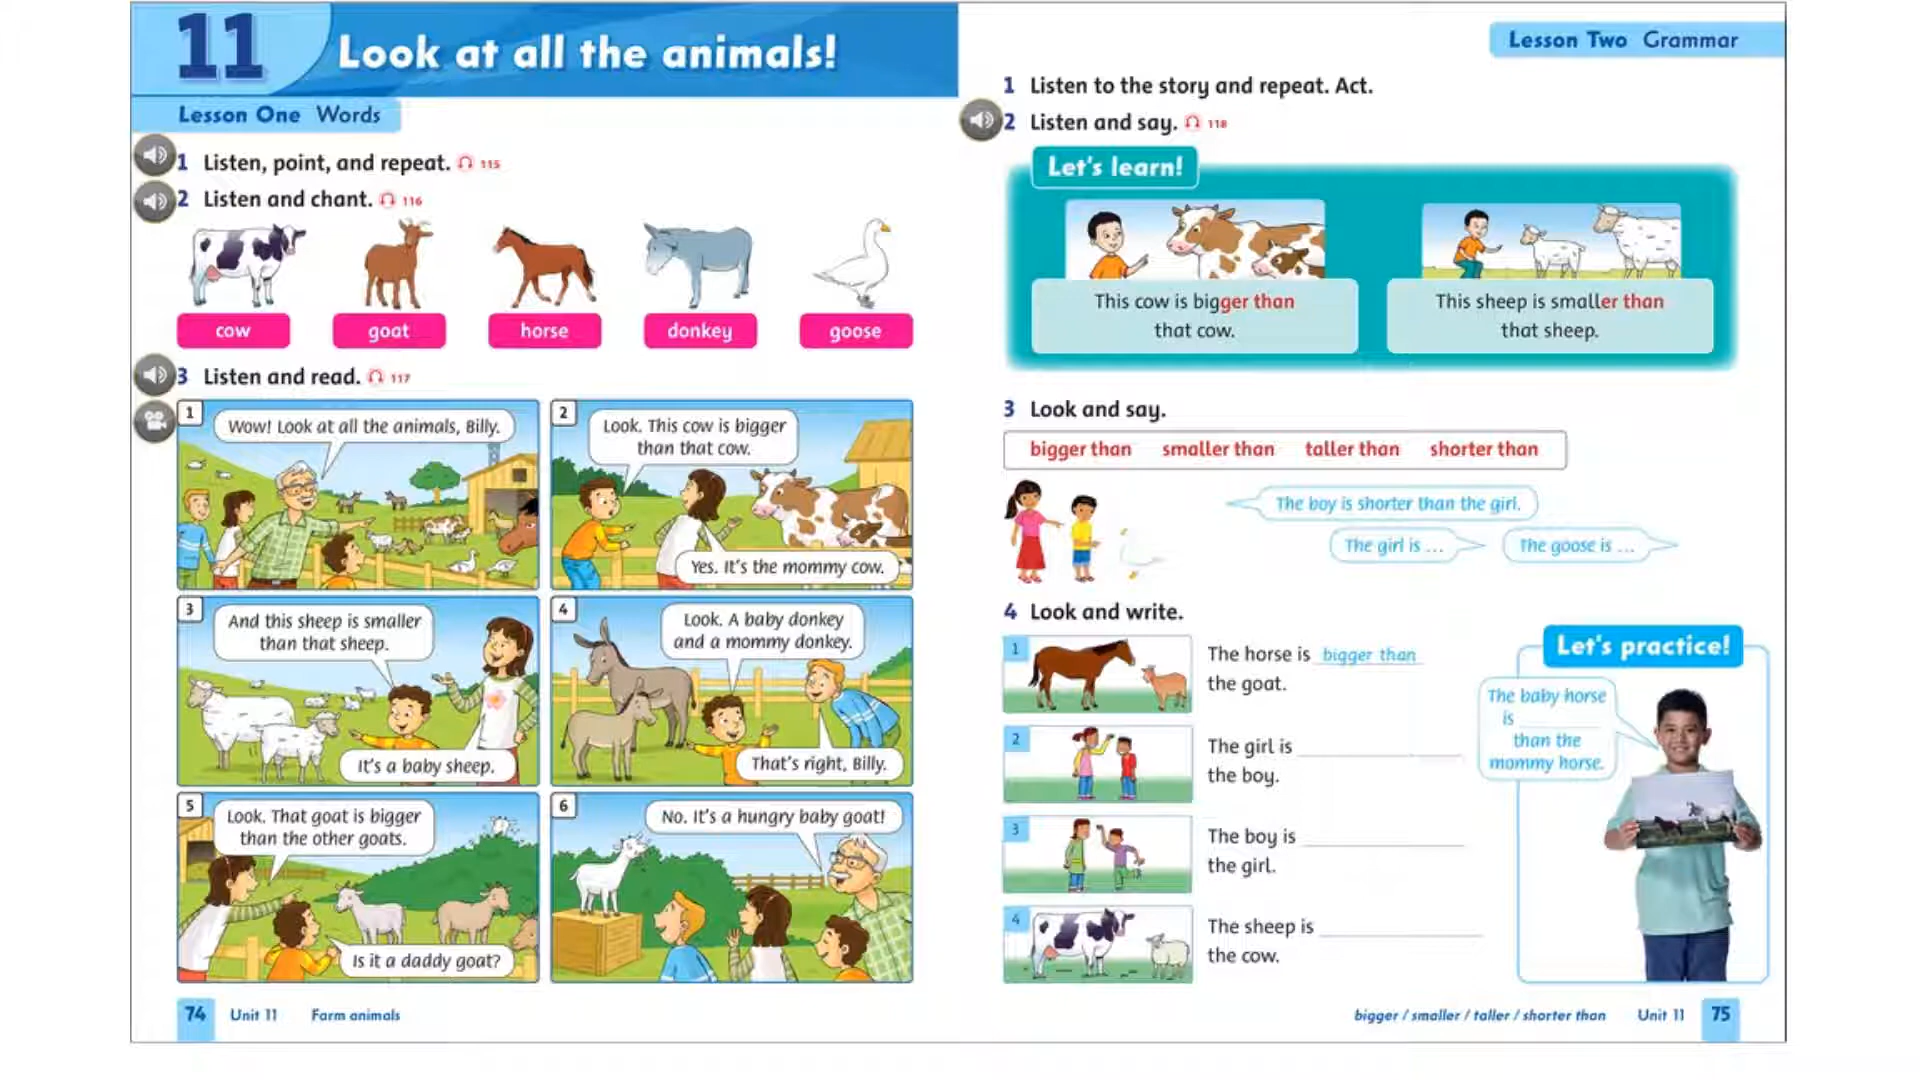 11
Look at all the animals!
Lesson One Words
1 Listen, point, and repeat. 115
2 Listen and chant. 116
cow
goat
horse
donkey
goose
3 Listen and read. 117
1
Wow! Look at all the animals, Billy.
2
Look. This cow is bigger
than that cow.
Yes. It's the mommy cow.
3
And this sheep is smaller
than that sheep.
It's a baby sheep.
4
Look. A baby donkey
and a mommy donkey.
That's right, Billy.
5
Look. That goat is bigger
than the other goats.
Is it a daddy goat?
6
No. It's a hungry baby goat!
74 Unit 11 Farm animals
Lesson Two Grammar
1 Listen to the story and repeat. Act.
2 Listen and say. 118
Let's learn!
This cow is bigger than
that cow.
This sheep is smaller than
that sheep.
3 Look and say.
bigger than smaller than taller than shorter than
The boy is shorter than the girl.
The girl is ...
The goose is ...
4 Look and write.
1
The horse is bigger than
the goat.
2
The girl is
the boy.
3
The boy is
the girl.
4
The sheep is
the cow.
Let's practice!
The baby horse
is
than the
mommy horse.
bigger / smaller / taller / shorter than Unit 11 75